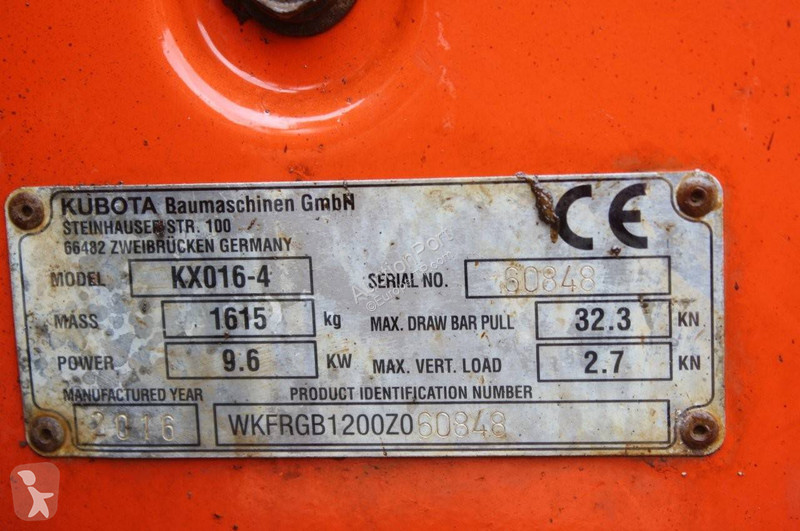 KUBOTA Baumaschinen GmbH
STEINHAUSER STR. 100
66482 ZWEIBRÜCKEN GERMANY
CE
MODEL KX016-4 SERIAL NO. 60848
MASS 1615 kg MAX. DRAW BAR PULL 32.3 KN
POWER 9.6 KW MAX. VERT. LOAD 2.7 KN
MANUFACTURED YEAR PRODUCT IDENTIFICATION NUMBER
2016 WKFRGB1200Z060848